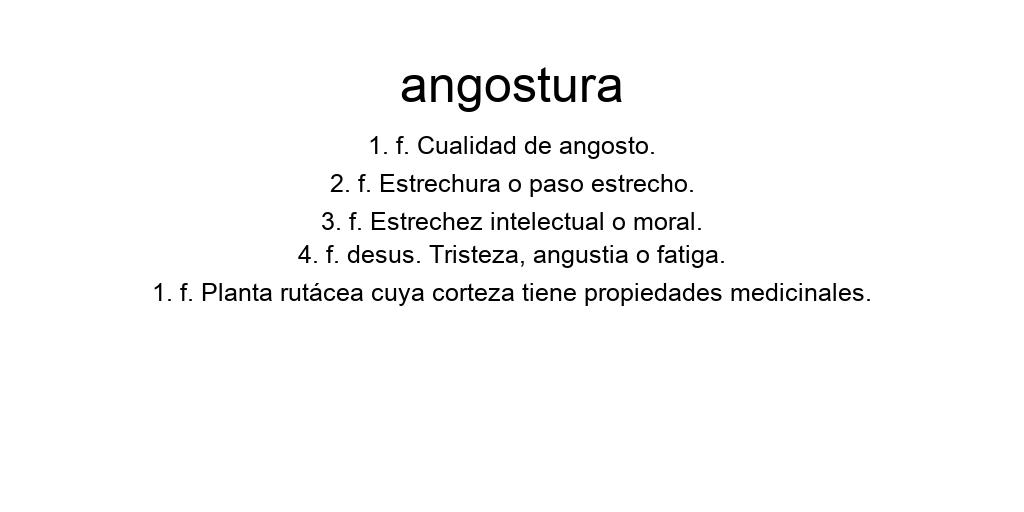 angostura
1. f. Cualidad de angosto.
2. f. Estrechura o paso estrecho.
3. f. Estrechez intelectual o moral.
4. f. desus. Tristeza, angustia o fatiga.
1. f. Planta rutácea cuya corteza tiene propiedades medicinales.